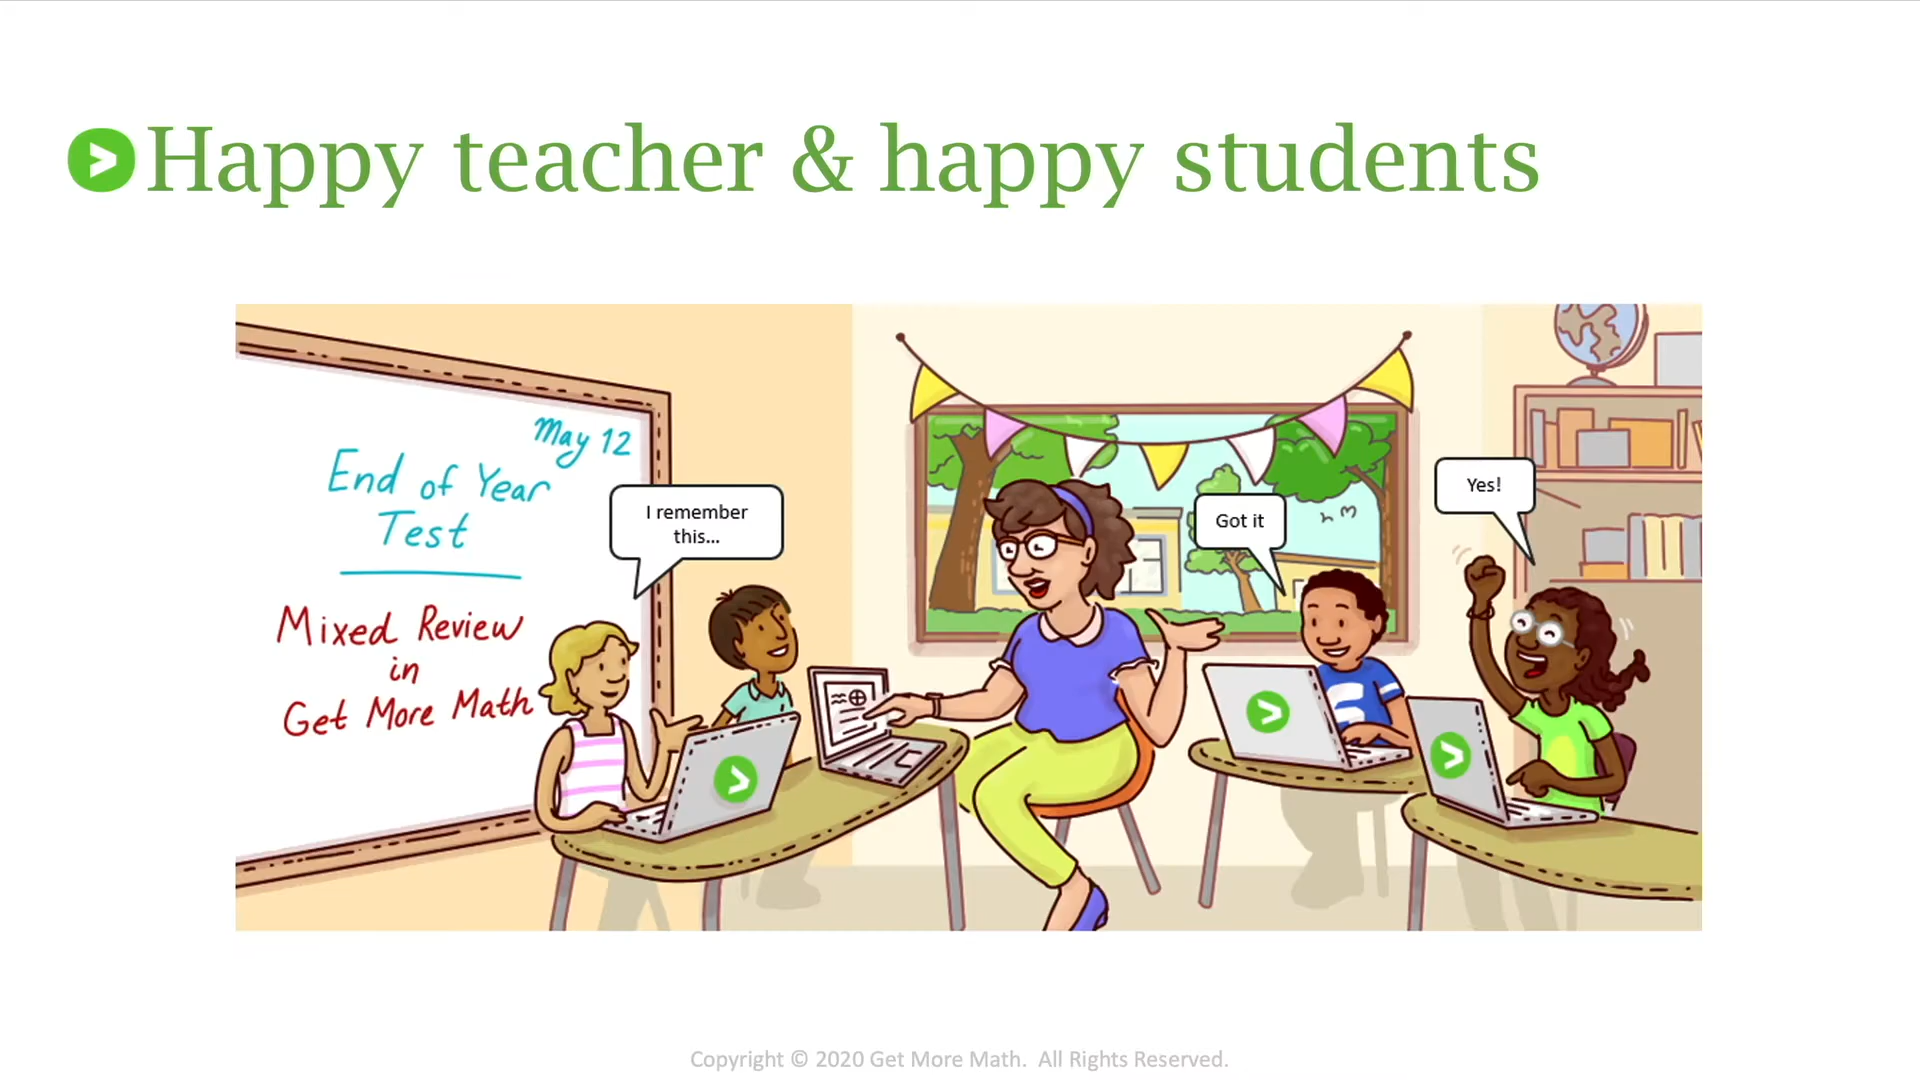 Happy teacher & happy students
May 12
End of Year
Test
Mixed Review
in
Get More Math
I remember
this...
Got it
Yes!
Copyright © 2020 Get More Math. All Rights Reserved.